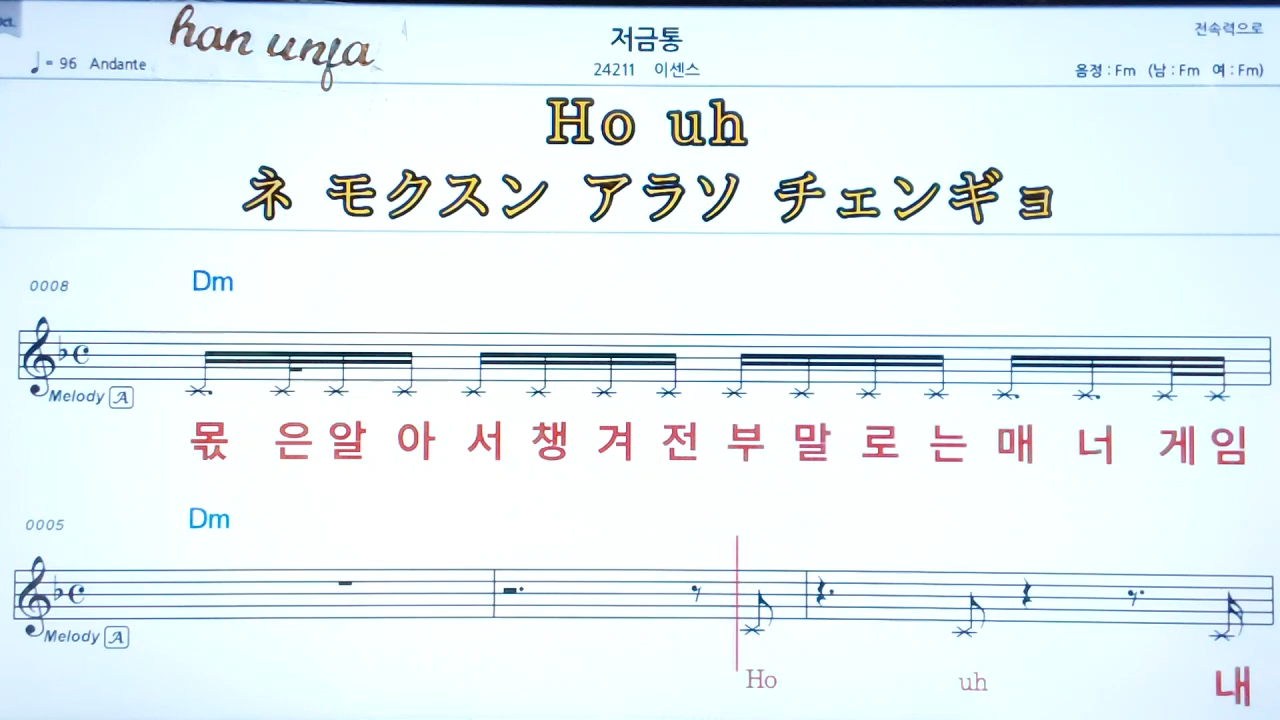 han unfa
저금통
전속력으로
♩= 96 Andante
24211 이센스
음정 : Fm (남 : Fm 여 : Fm)
Ho uh
ネ モクスン アラソ チェンギョ
0008
Dm
Melody A
몫 은 알 아 서 챙 겨 전 부 말 로 는 매 너 게 임
0005
Dm
Melody A
Ho uh 내